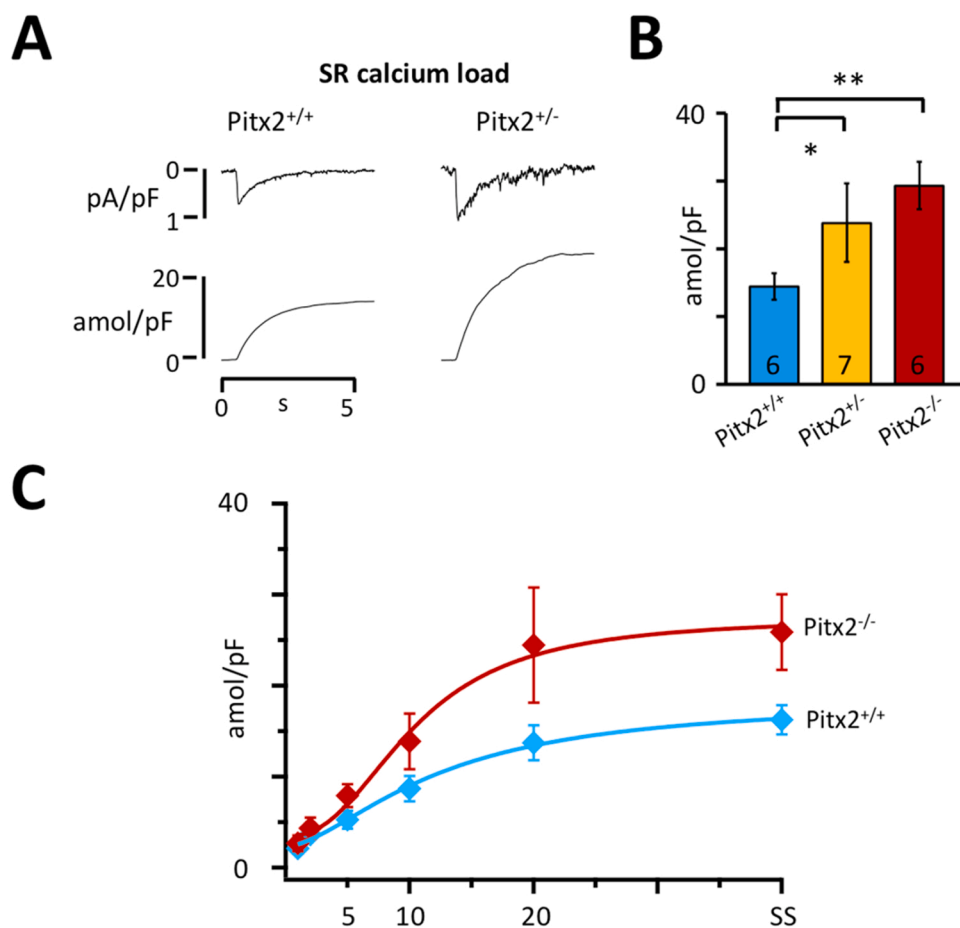 A
SR calcium load
Pitx2+/+ Pitx2+/-
0
pA/pF
1
20
amol/pF
0
0 s 5
B
**
*
40
amol/pF
0
6 7 6
Pitx2+/+ Pitx2+/- Pitx2-/-
C
40
amol/pF
0
Pitx2-/-
Pitx2+/+
5 10 20 SS